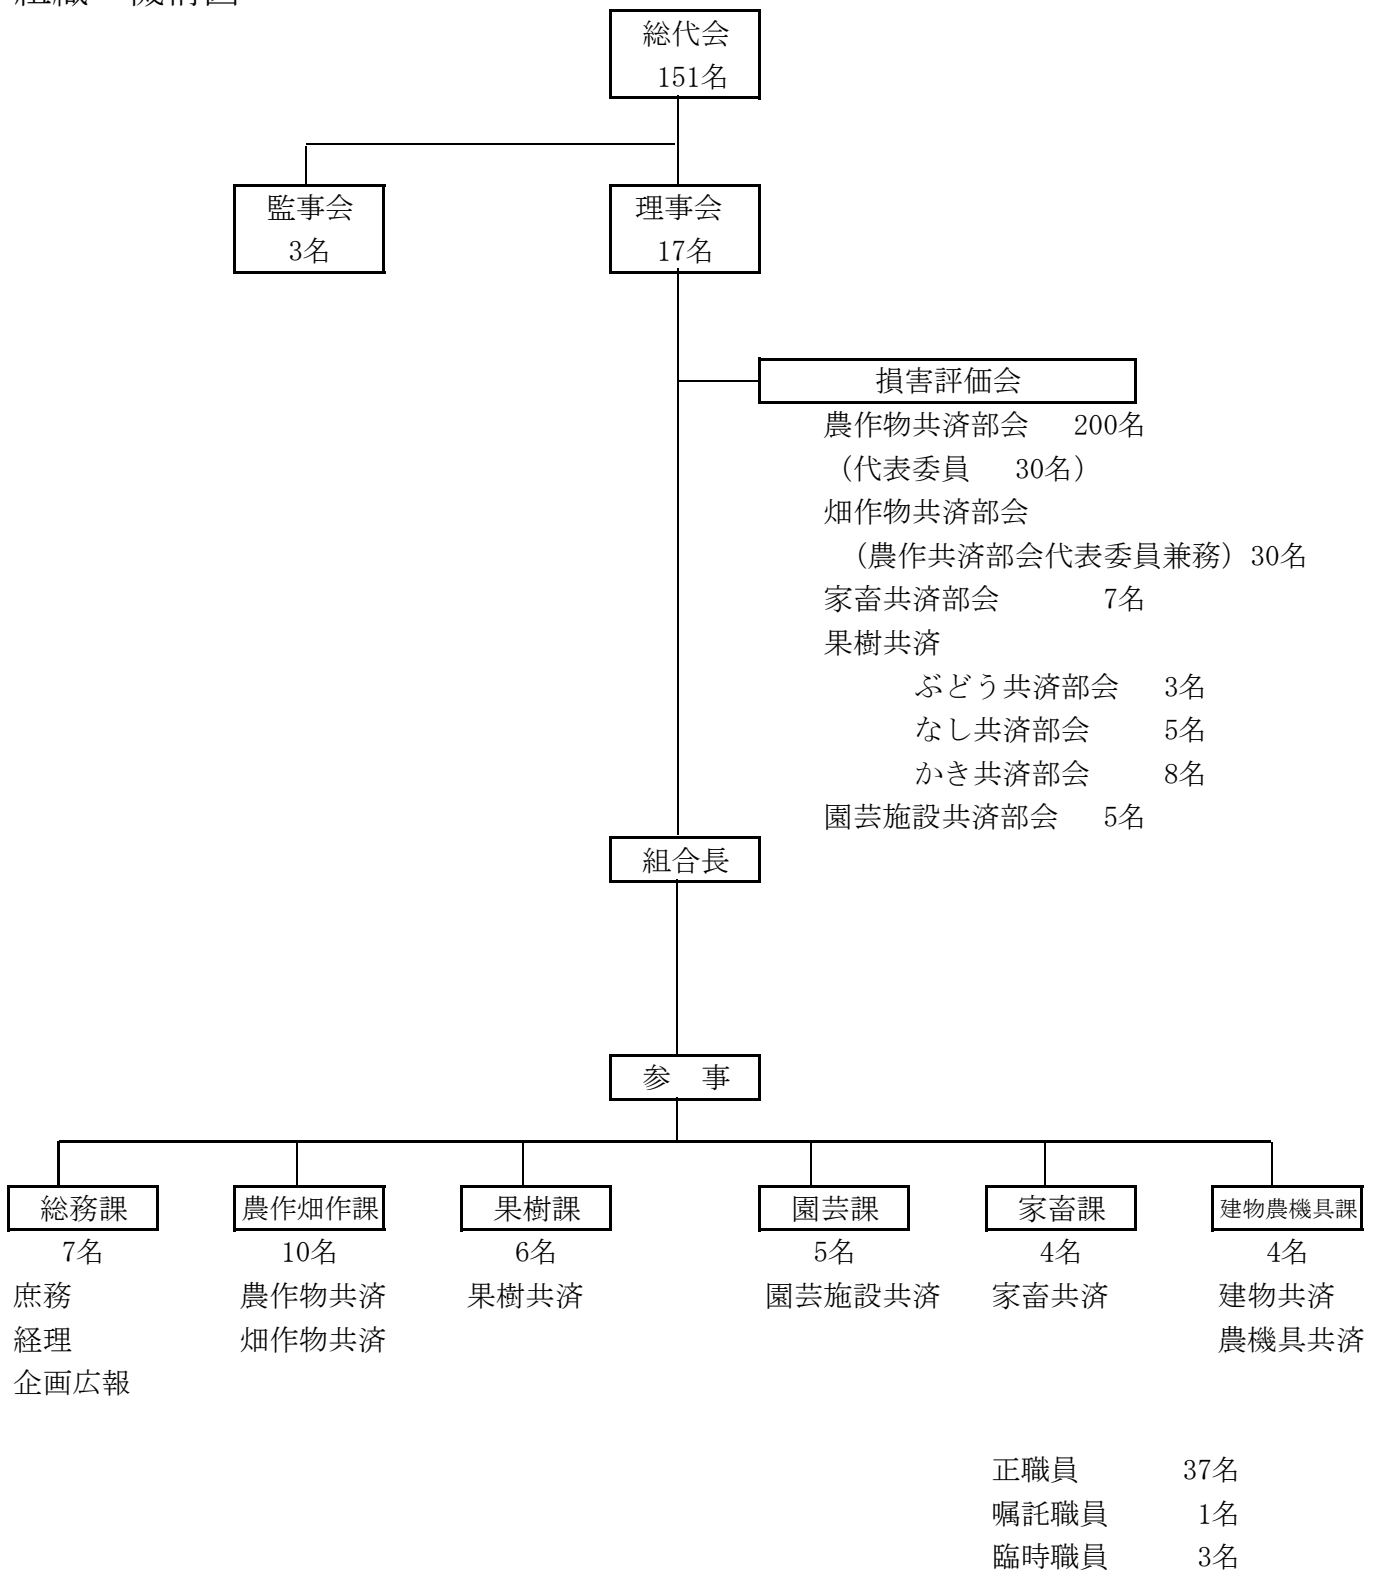 総代会
151名
監事会
3名
理事会
17名
損害評価会
農作物共済部会 200名
（代表委員 30名）
畑作物共済部会
（農作共済部会代表委員兼務）30名
家畜共済部会 7名
果樹共済
ぶどう共済部会 3名
なし共済部会 5名
かき共済部会 8名
園芸施設共済部会 5名
組合長
参 事
総務課
7名
庶務
経理
企画広報
農作畑作課
10名
農作物共済
畑作物共済
果樹課
6名
果樹共済
園芸課
5名
園芸施設共済
家畜課
4名
家畜共済
建物農機具課
4名
建物共済
農機具共済
正職員 37名
嘱託職員 1名
臨時職員 3名